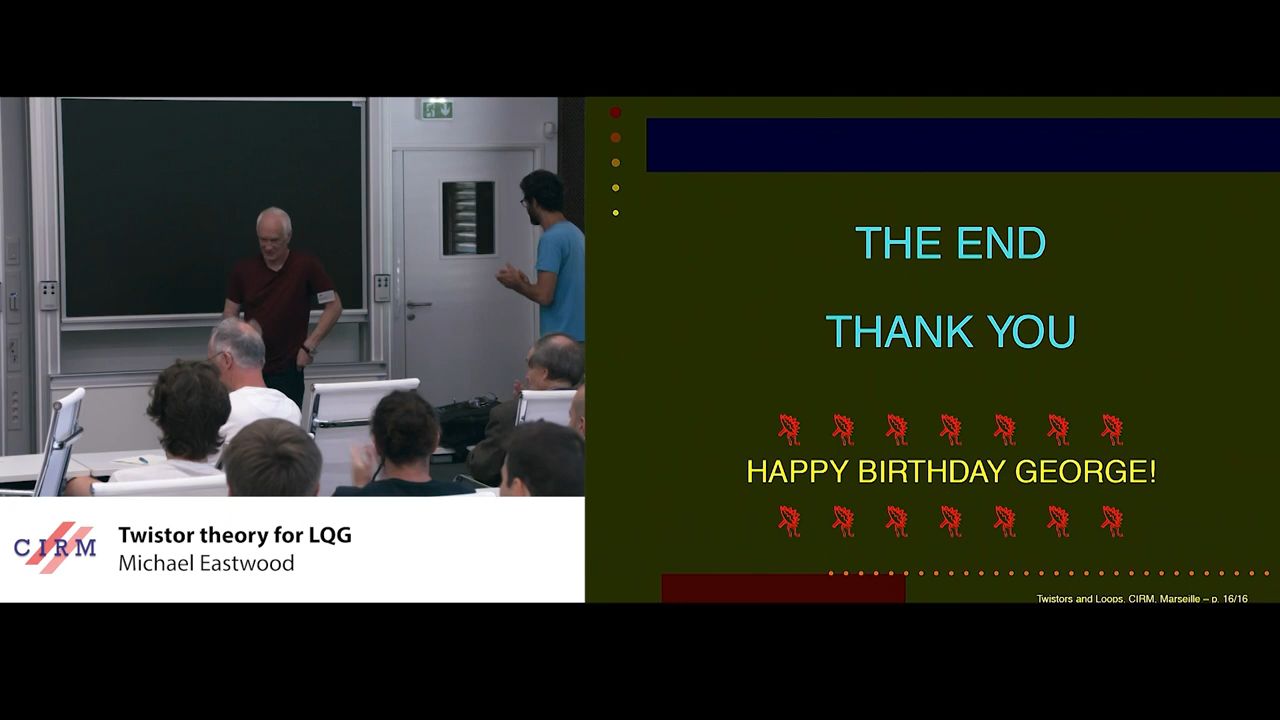 CIRM
Twistor theory for LQG
Michael Eastwood
THE END
THANK YOU
HAPPY BIRTHDAY GEORGE!
Twistors and Loops, CIRM, Marseille – p. 16/16